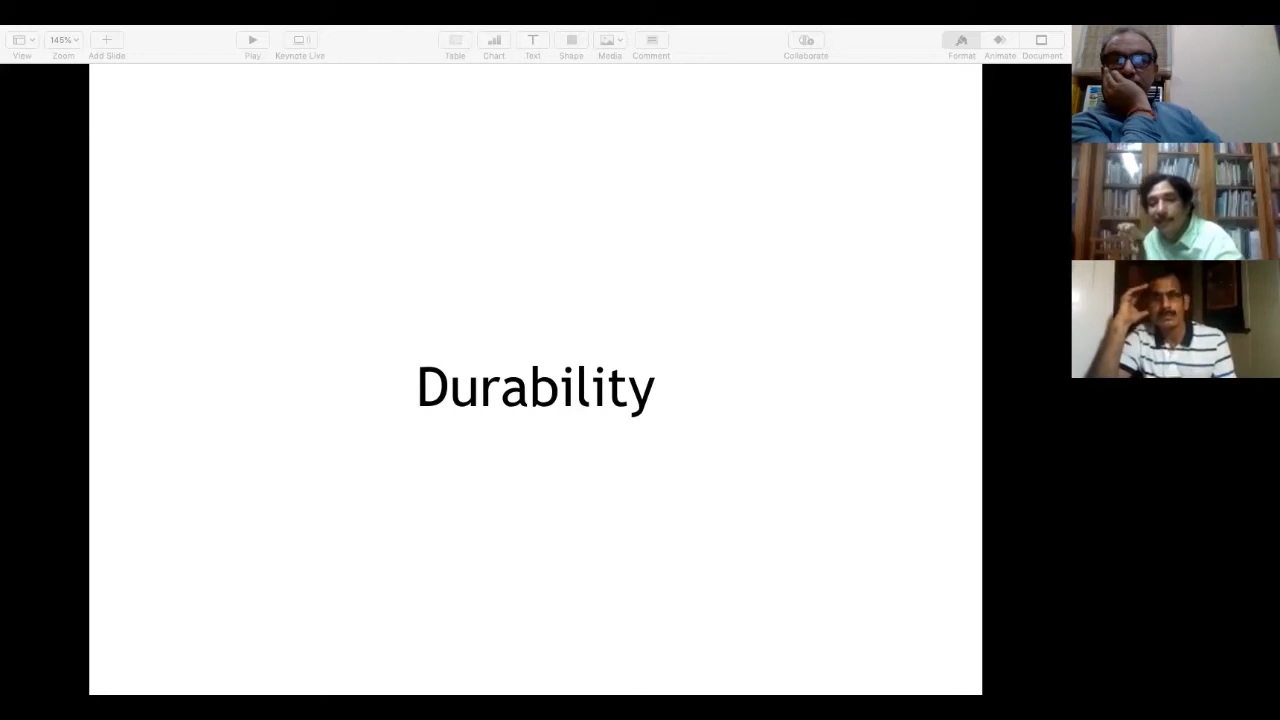 View
145%
Zoom
Add Slide
Play
Keynote Live
Table
Chart
Text
Shape
Media
Comment
Collaborate
Format
Animate
Document
Durability